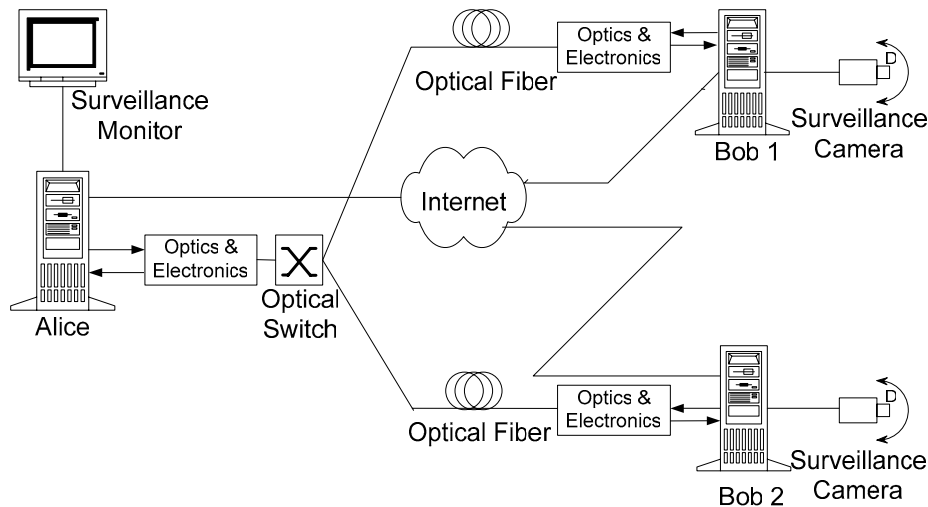 Surveillance
Monitor
Alice
Optics &
Electronics
Optical
Switch
Optical Fiber
Optics &
Electronics
Bob 1
D
Surveillance
Camera
Internet
Optical Fiber
Optics &
Electronics
Bob 2
D
Surveillance
Camera